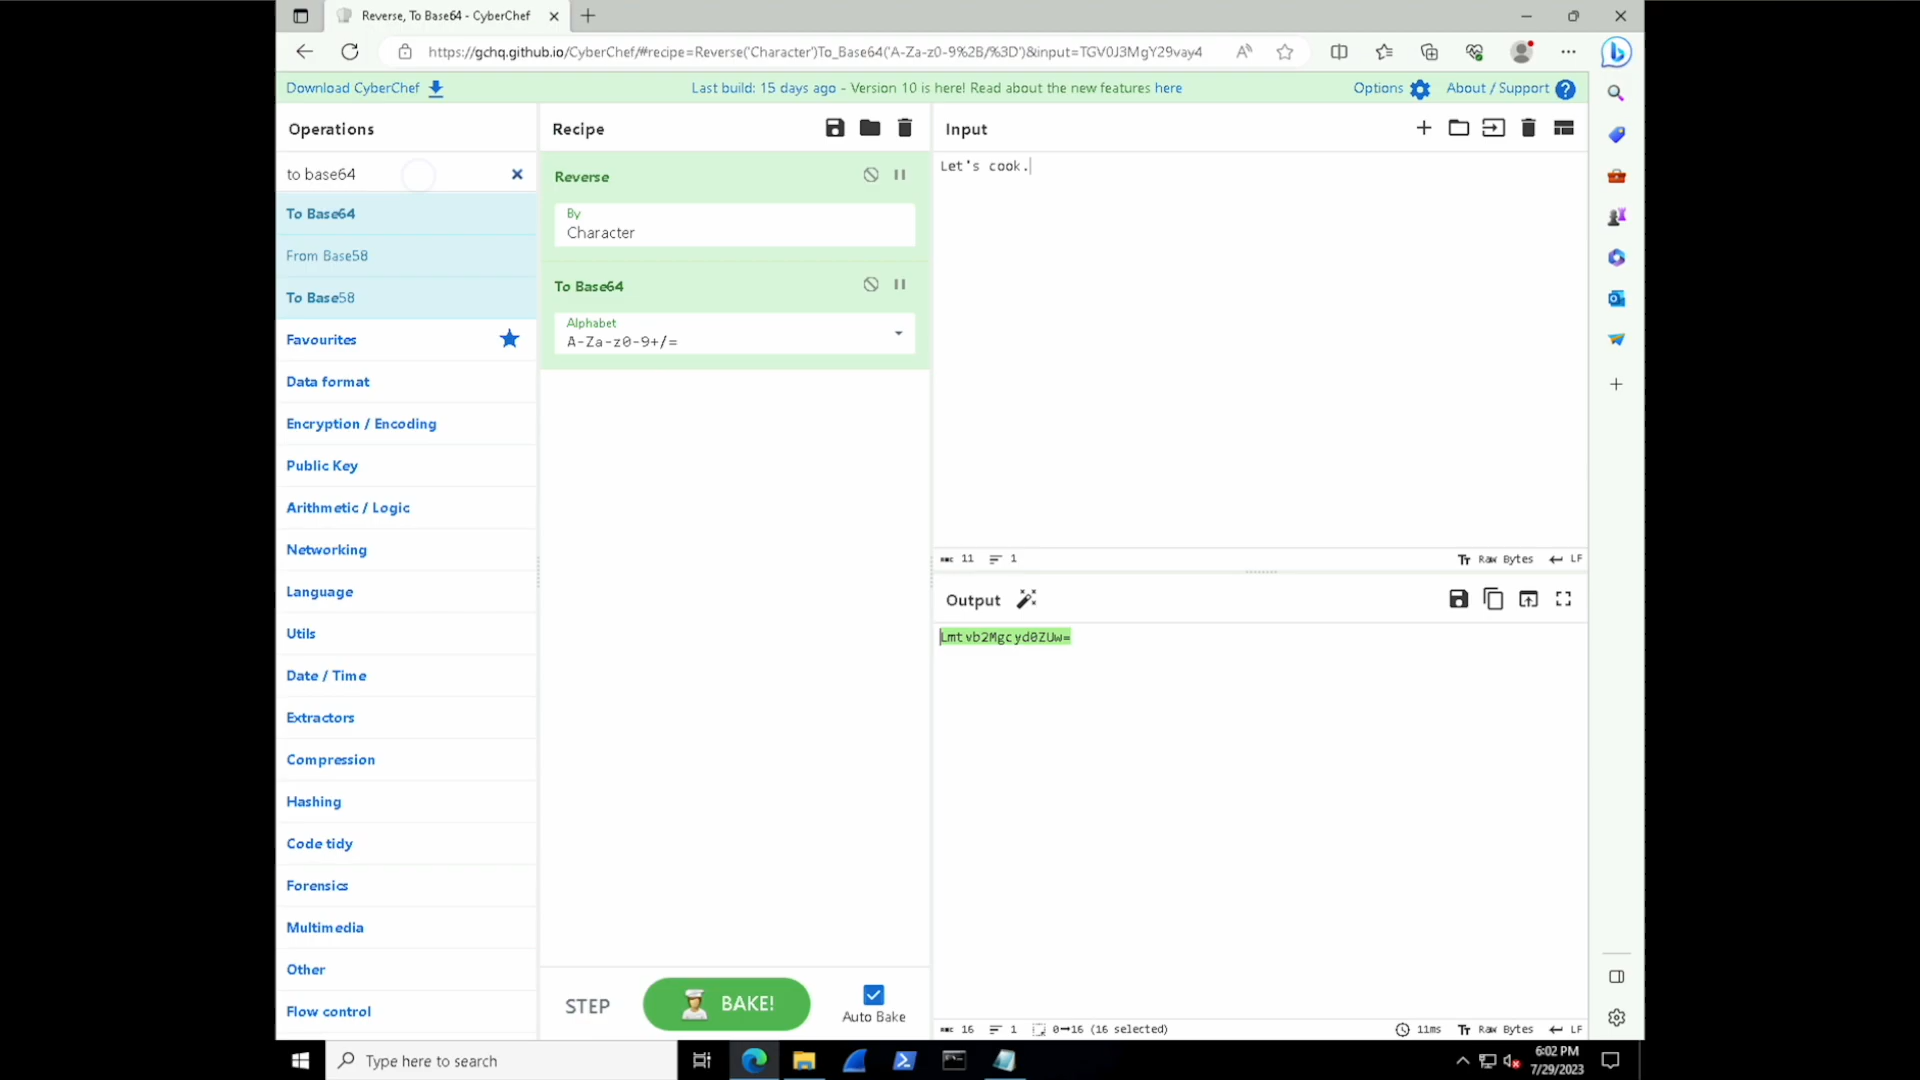 Reverse, To Base64 - CyberChef
https://gchq.github.io/CyberChef/#recipe=Reverse('Character')To_Base64('A-Za-z0-9%2B/%3D')&input=TGV0J3MgY29vay4
Download CyberChef
Last build: 15 days ago - Version 10 is here! Read about the new features here
Options
About / Support
Operations
to base64
To Base64
From Base58
To Base58
Favourites
Data format
Encryption / Encoding
Public Key
Arithmetic / Logic
Networking
Language
Utils
Date / Time
Extractors
Compression
Hashing
Code tidy
Forensics
Multimedia
Other
Flow control
Recipe
Reverse
By
Character
To Base64
Alphabet
A-Za-z0-9+/=
STEP
BAKE!
Auto Bake
Input
Let's cook.
11 1
Raw Bytes LF
Output
Lmtvb2Mgcyd0ZUw=
16 1 0→16 (16 selected)
11ms Raw Bytes LF
Type here to search
6:02 PM
7/29/2023